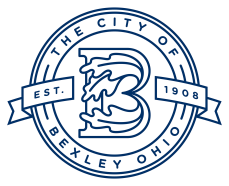 THE CITY OF
EST.
B
1908
BEXLEY OHIO